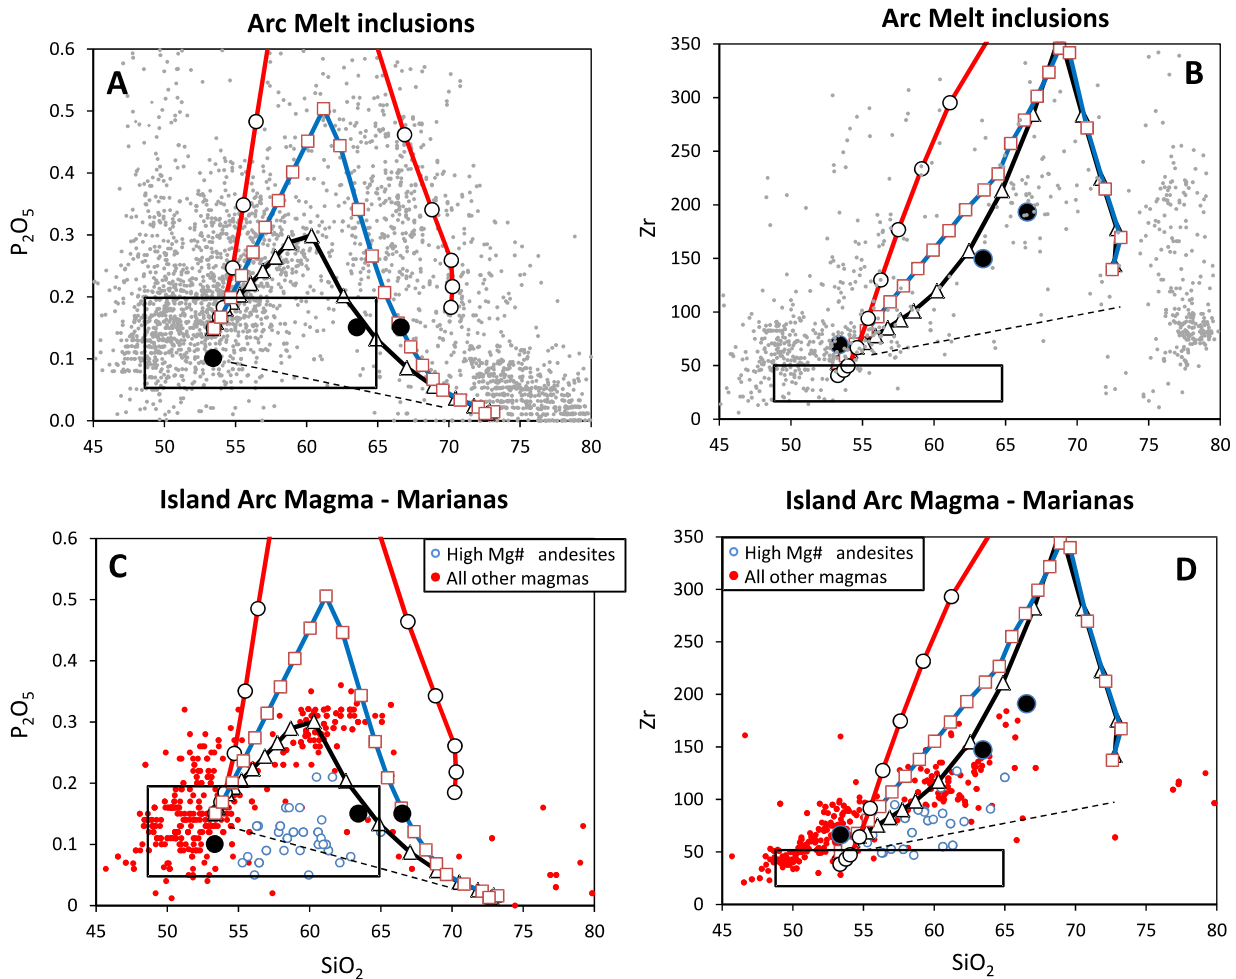 Arc Melt inclusions
A
P₂O₅
0.6
0.5
0.4
0.3
0.2
0.1
0.0
45 50 55 60 65 70 75 80
Arc Melt inclusions
B
Zr
350
300
250
200
150
100
50
0
45 50 55 60 65 70 75 80
Island Arc Magma - Marianas
C
High Mg# andesites
All other magmas
P₂O₅
0.6
0.5
0.4
0.3
0.2
0.1
0
45 50 55 60 65 70 75 80
SiO₂
Island Arc Magma - Marianas
High Mg# andesites
All other magmas
D
Zr
350
300
250
200
150
100
50
0
45 50 55 60 65 70 75 80
SiO₂